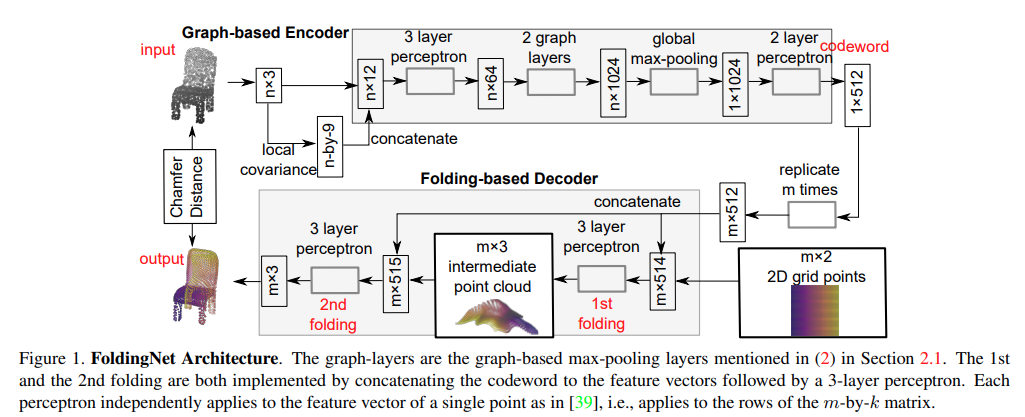 Graph-based Encoder
input
n×3
local
covariance
n-by-9
concatenate
n×12
3 layer
perceptron
n×64
2 graph
layers
n×1024
global
max-pooling
1×1024
2 layer
perceptron
codeword
1×512
replicate
m times
m×512
Chamfer
Distance
Folding-based Decoder
concatenate
m×2
2D grid points
m×514
3 layer
perceptron
1st
folding
m×3
intermediate
point cloud
m×515
3 layer
perceptron
2nd
folding
m×3
output
Figure 1. FoldingNet Architecture. The graph-layers are the graph-based max-pooling layers mentioned in (2) in Section 2.1. The 1st
and the 2nd folding are both implemented by concatenating the codeword to the feature vectors followed by a 3-layer perceptron. Each
perceptron independently applies to the feature vector of a single point as in [39], i.e., applies to the rows of the m-by-k matrix.